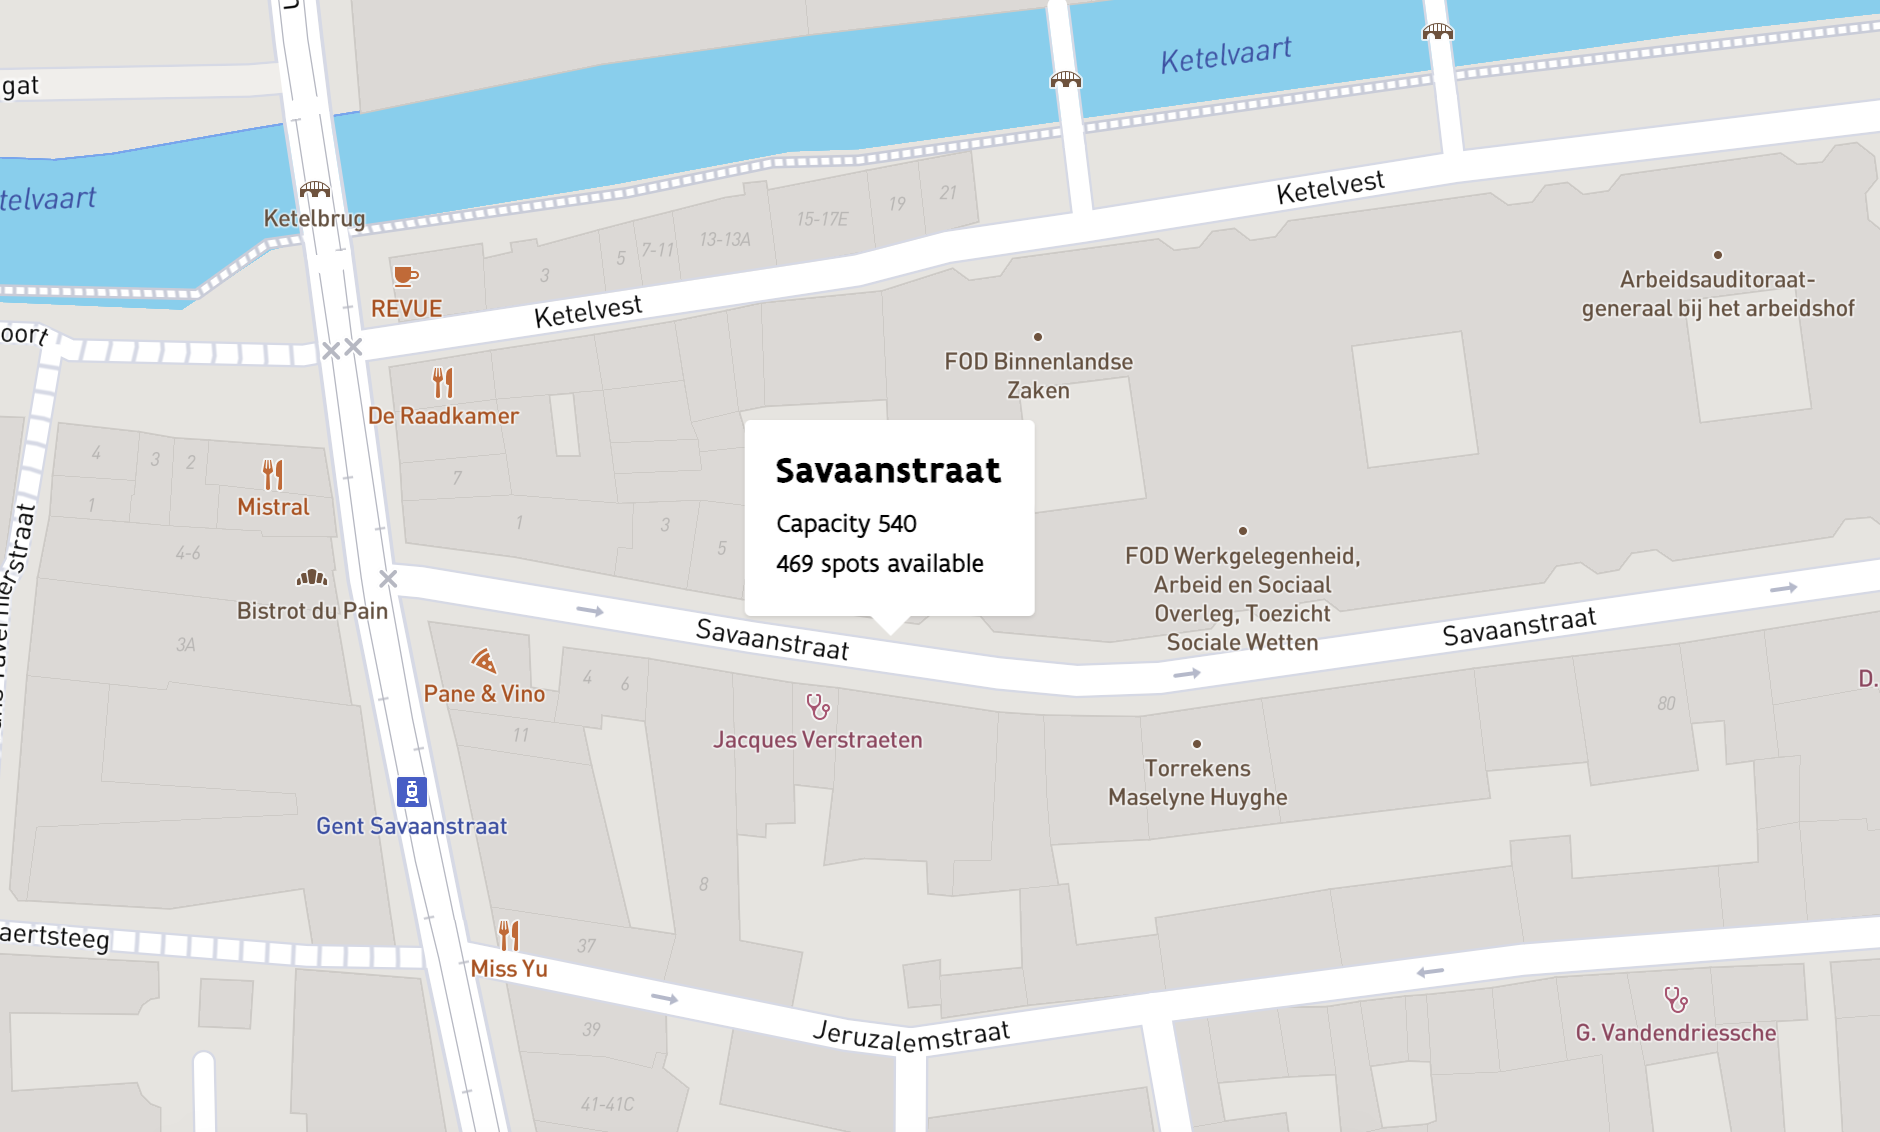 gat
Ketelvaart
telvaart
Ketelbrug
Ketelvest
21
19
15-17E
13-13A
7-11
5
3
REVUE
Ketelvest
oort
Arbeidsauditoraat-
generaal bij het arbeidshof
FOD Binnenlandse
Zaken
De Raadkamer
4
3
2
1
Mistral
7
1
3
5
4-6
Savaanstraat
Capacity 540
469 spots available
FOD Werkgelegenheid,
Arbeid en Sociaal
Overleg, Toezicht
Sociale Wetten
Bistrot du Pain
3A
Savaanstraat
Savaanstraat
4
6
Pane & Vino
11
D.
80
Jacques Verstraeten
Torrekens
Maselyne Huyghe
Gent Savaanstraat
8
aertsteeg
37
Miss Yu
39
Jeruzalemstraat
G. Vandendriessche
41-41C